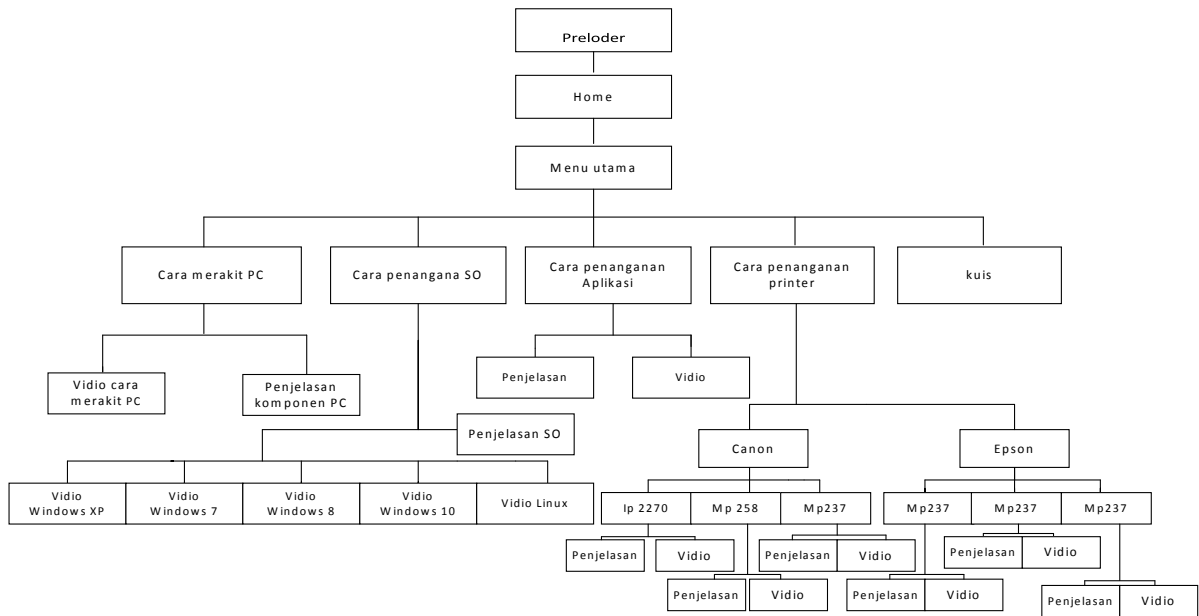 Preloder
Home
Menu utama
Cara merakit PC
Cara penangana SO
Cara penanganan
Aplikasi
Cara penanganan
printer
kuis
Vidio cara
merakit PC
Penjelasan
komponen PC
Penjelasan
Vidio
Penjelasan SO
Canon
Epson
Vidio
Windows XP
Vidio
Windows 7
Vidio
Windows 8
Vidio
Windows 10
Vidio Linux
Ip 2270
Mp 258
Mp237
Mp237
Mp237
Mp237
Penjelasan
Vidio
Penjelasan
Vidio
Penjelasan
Vidio
Penjelasan
Vidio
Penjelasan
Vidio
Penjelasan
Vidio